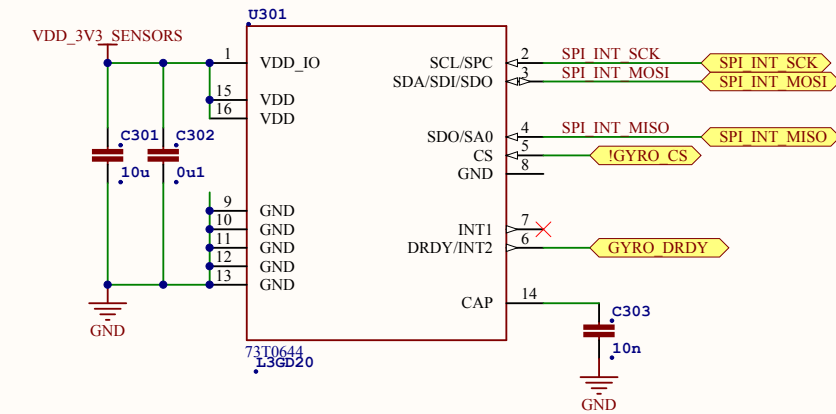 U301
VDD_3V3_SENSORS
1 VDD_IO
15 VDD
16 VDD
C301
10u
C302
0u1
9 GND
10 GND
11 GND
12 GND
13 GND
GND
SCL/SPC 2 SPI_INT_SCK SPI_INT_SCK
SDA/SDI/SDO 3 SPI_INT_MOSI SPI_INT_MOSI
SDO/SA0 4 SPI_INT_MISO SPI_INT_MISO
CS 5 !GYRO_CS
GND 8
INT1 7
DRDY/INT2 6 GYRO_DRDY
CAP 14
C303
10n
GND
73T0644
L3GD20